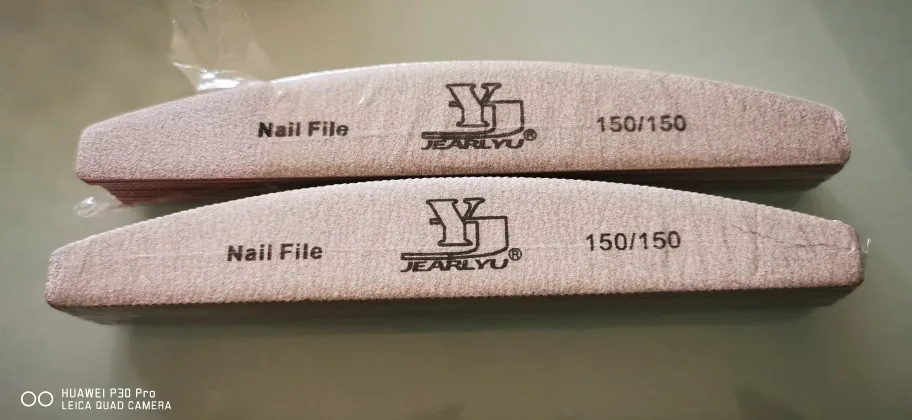 Nail File
YJ
JEARLYU®
150/150
Nail File
YJ
JEARLYU®
150/150
HUAWEI P30 Pro
LEICA QUAD CAMERA